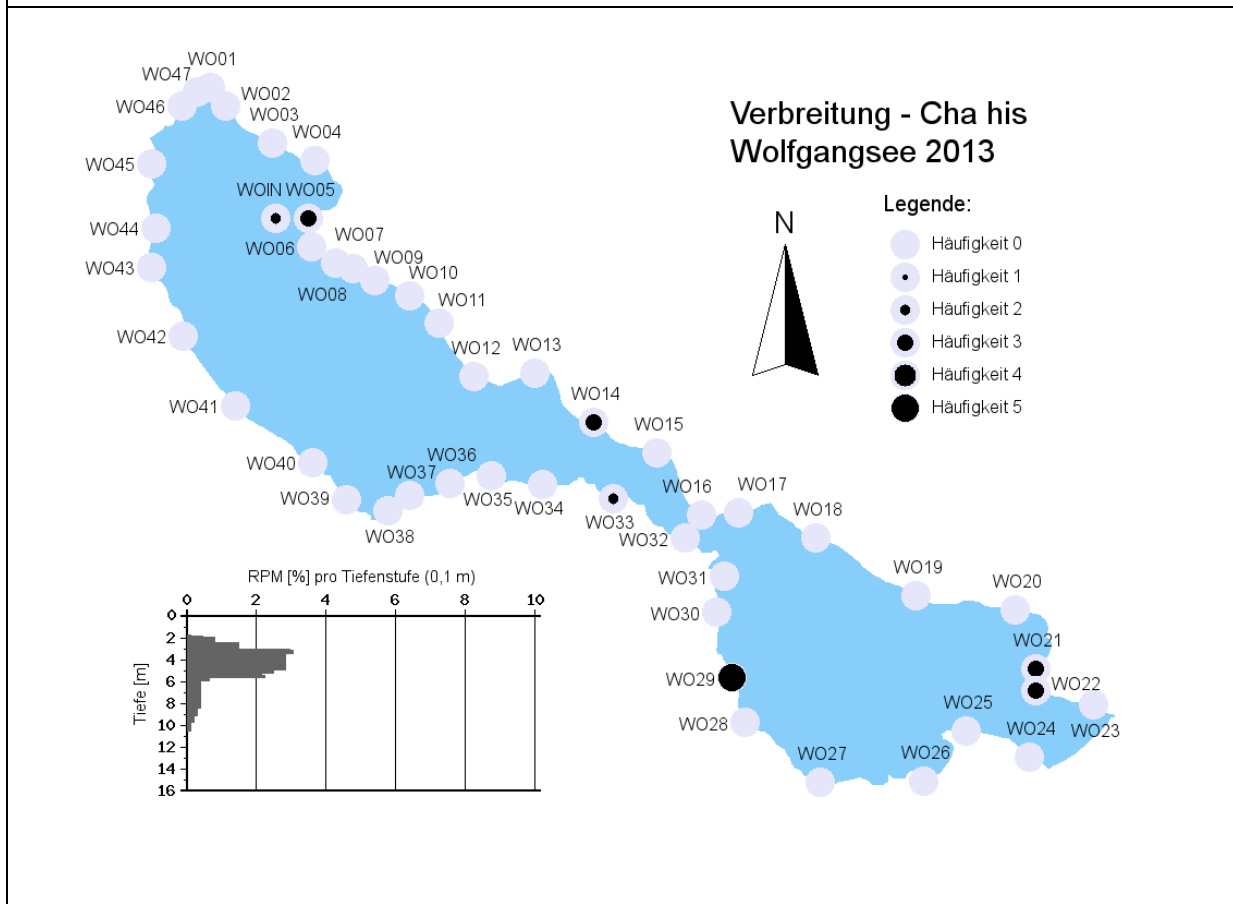 Verbreitung - Cha his
Wolfgangsee 2013
Legende:
Häufigkeit 0
Häufigkeit 1
Häufigkeit 2
Häufigkeit 3
Häufigkeit 4
Häufigkeit 5
N
WO01
WO47
WO46
WO02
WO03
WO04
WO45
WOIN WO05
WO44
WO06
WO07
WO43
WO09
WO08
WO10
WO11
WO42
WO12
WO13
WO41
WO14
WO15
WO40
WO36
WO37
WO35
WO34
WO39
WO38
WO33
WO16
WO17
WO32
WO18
WO31
WO30
WO19
WO20
WO21
WO29
WO22
WO28
WO25
WO24
WO23
WO27
WO26
RPM [%] pro Tiefenstufe (0,1 m)
0 2 4 6 8 10
Tiefe [m]
0
2
4
6
8
10
12
14
16